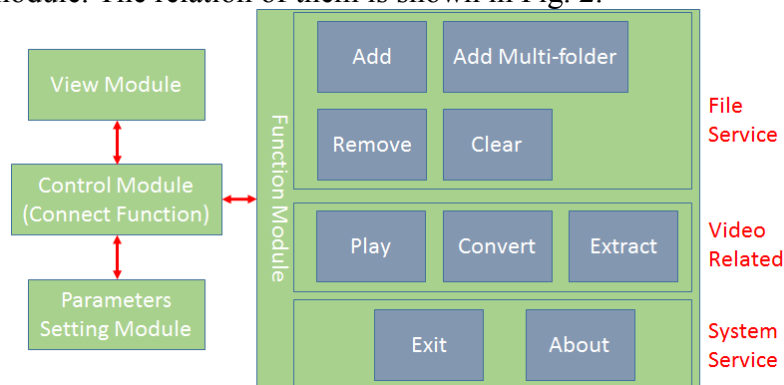 module. The relation of them is shown in Fig. 2.
View Module
Control Module
(Connect Function)
Parameters
Setting Module
Function Module
Add
Add Multi-folder
Remove
Clear
File
Service
Play
Convert
Extract
Video
Related
Exit
About
System
Service